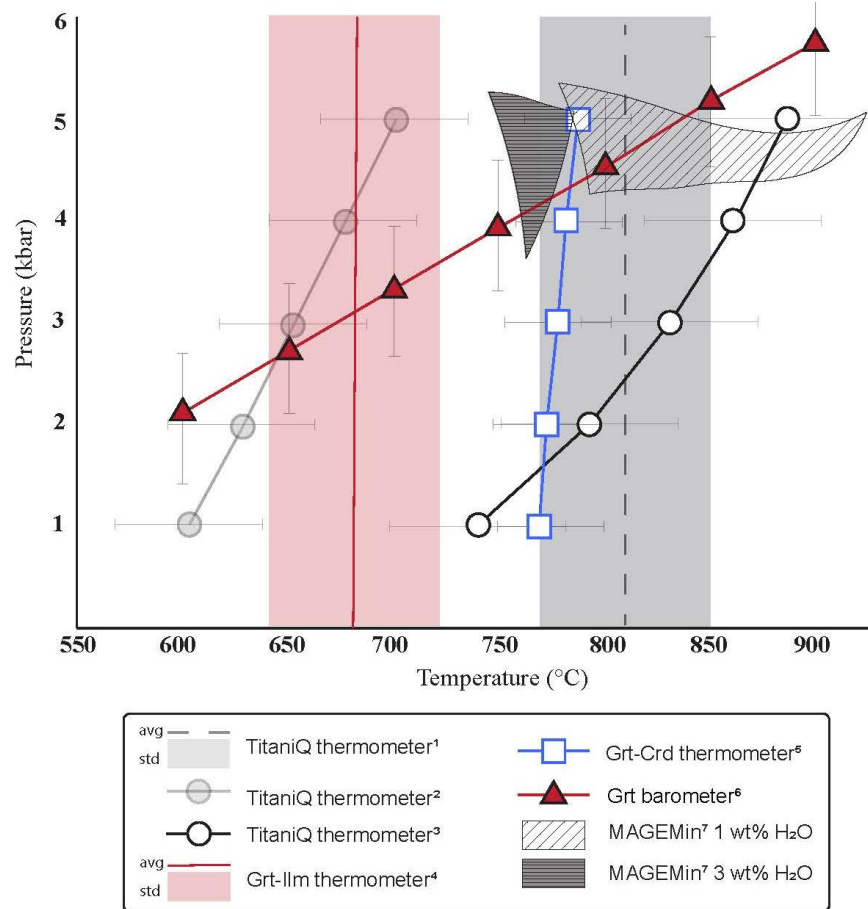 6
5
4
3
2
1
Pressure (kbar)
550 600 650 700 750 800 850 900
Temperature (°C)
avg
std
TitaniQ thermometer¹
TitaniQ thermometer²
TitaniQ thermometer³
avg
std
Grt-Ilm thermometer⁴
Grt-Crd thermometer⁵
Grt barometer⁶
MAGEMin⁷ 1 wt% H₂O
MAGEMin⁷ 3 wt% H₂O